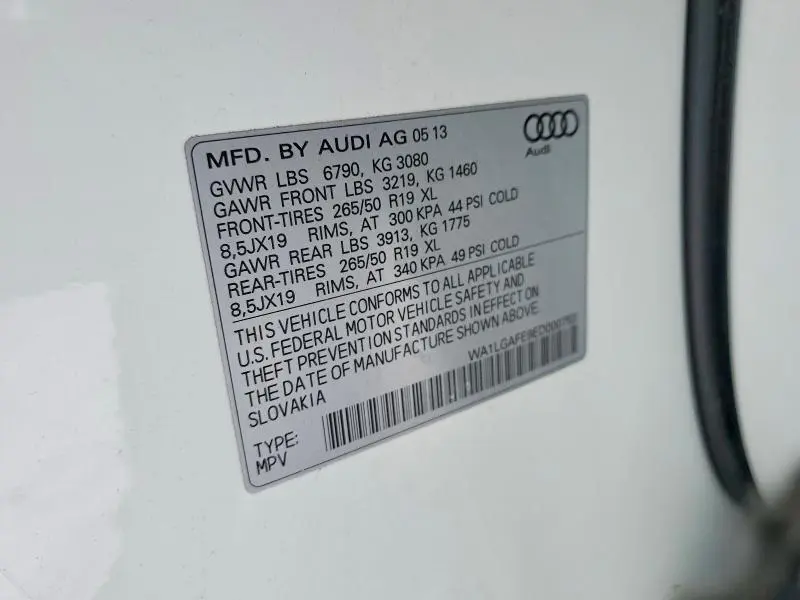 MFD. BY AUDI AG 05 13
Audi
GVWR LBS 6790, KG 3080
GAWR FRONT LBS 3219, KG 1460
FRONT-TIRES 265/50 R19 XL
8,5JX19 RIMS, AT 300 KPA 44 PSI COLD
GAWR REAR LBS 3913, KG 1775
REAR-TIRES 265/50 R19 XL
8,5JX19 RIMS, AT 340 KPA 49 PSI COLD
THIS VEHICLE CONFORMS TO ALL APPLICABLE
U.S. FEDERAL MOTOR VEHICLE SAFETY AND
THEFT PREVENTION STANDARDS IN EFFECT ON
THE DATE OF MANUFACTURE SHOWN ABOVE.
SLOVAKIA
TYPE:
MPV